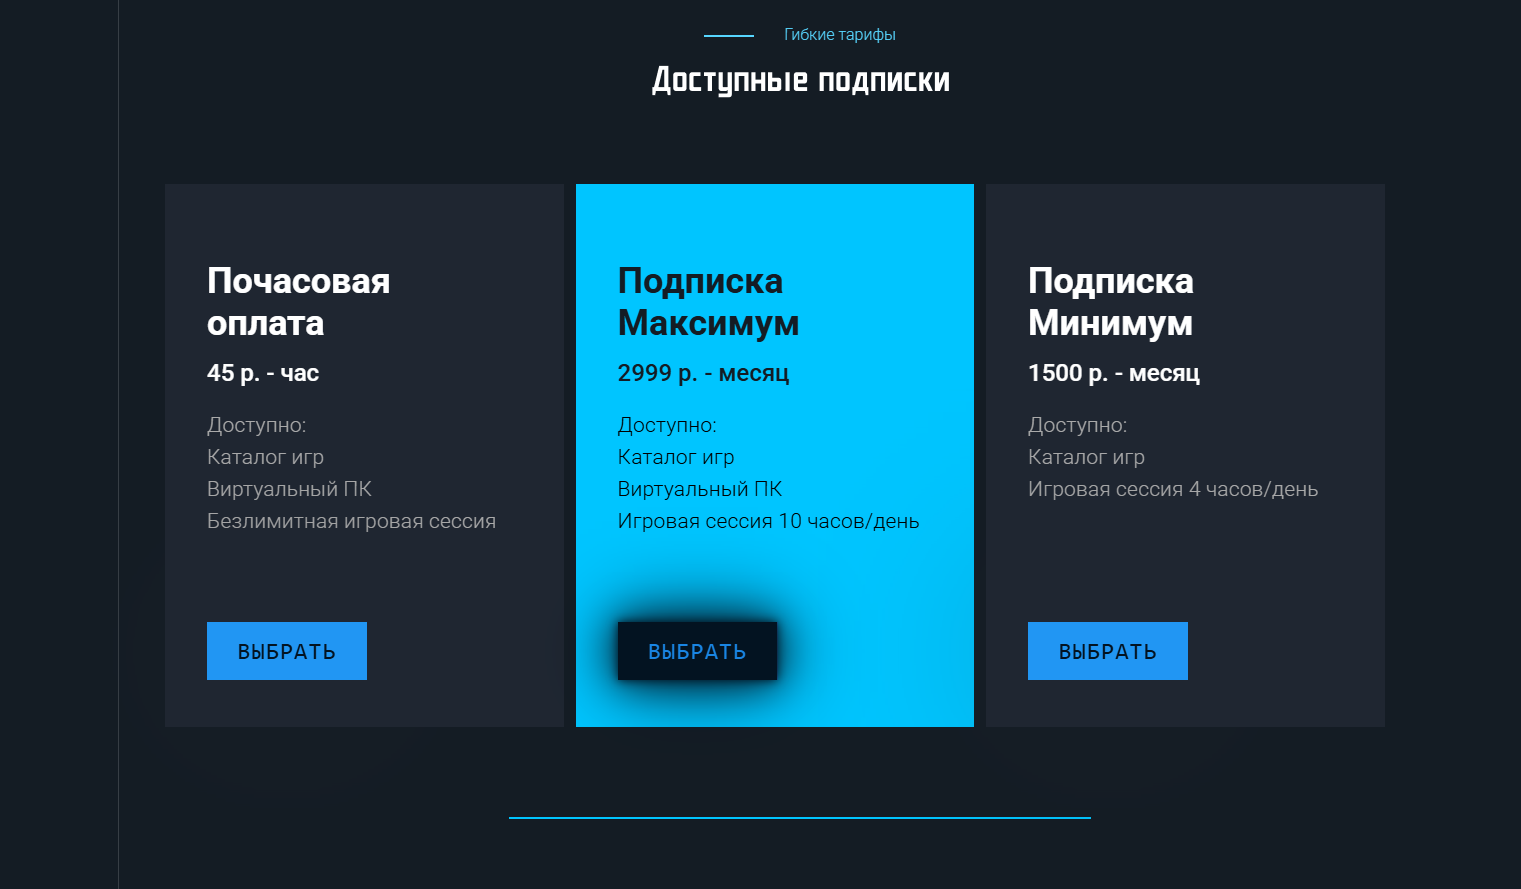 Гибкие тарифы
Доступные подписки
Почасовая
оплата
45 р. - час
Доступно:
Каталог игр
Виртуальный ПК
Безлимитная игровая сессия
ВЫБРАТЬ
Подписка
Максимум
2999 р. - месяц
Доступно:
Каталог игр
Виртуальный ПК
Игровая сессия 10 часов/день
ВЫБРАТЬ
Подписка
Минимум
1500 р. - месяц
Доступно:
Каталог игр
Игровая сессия 4 часов/день
ВЫБРАТЬ